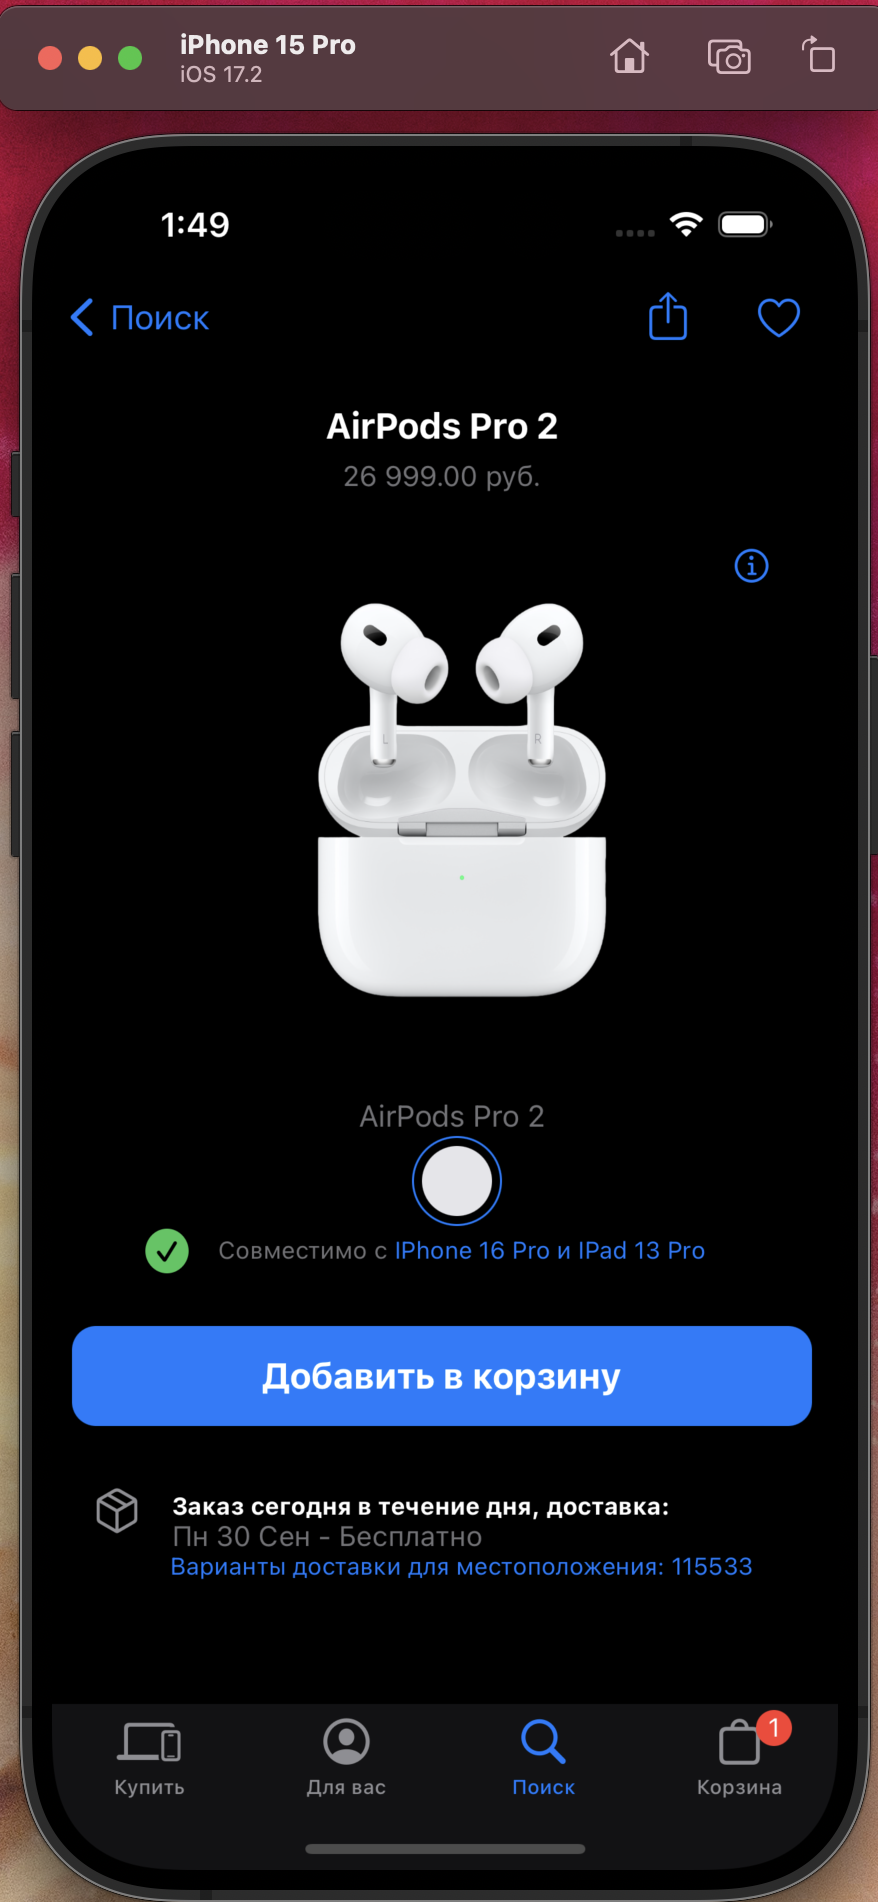 iPhone 15 Pro
iOS 17.2
1:49
Поиск
AirPods Pro 2
26 999.00 руб.
L
R
AirPods Pro 2
Совместимо с IPhone 16 Pro и IPad 13 Pro
Добавить в корзину
Заказ сегодня в течение дня, доставка:
Пн 30 Сен - Бесплатно
Варианты доставки для местоположения: 115533
1
Купить
Для вас
Поиск
Корзина